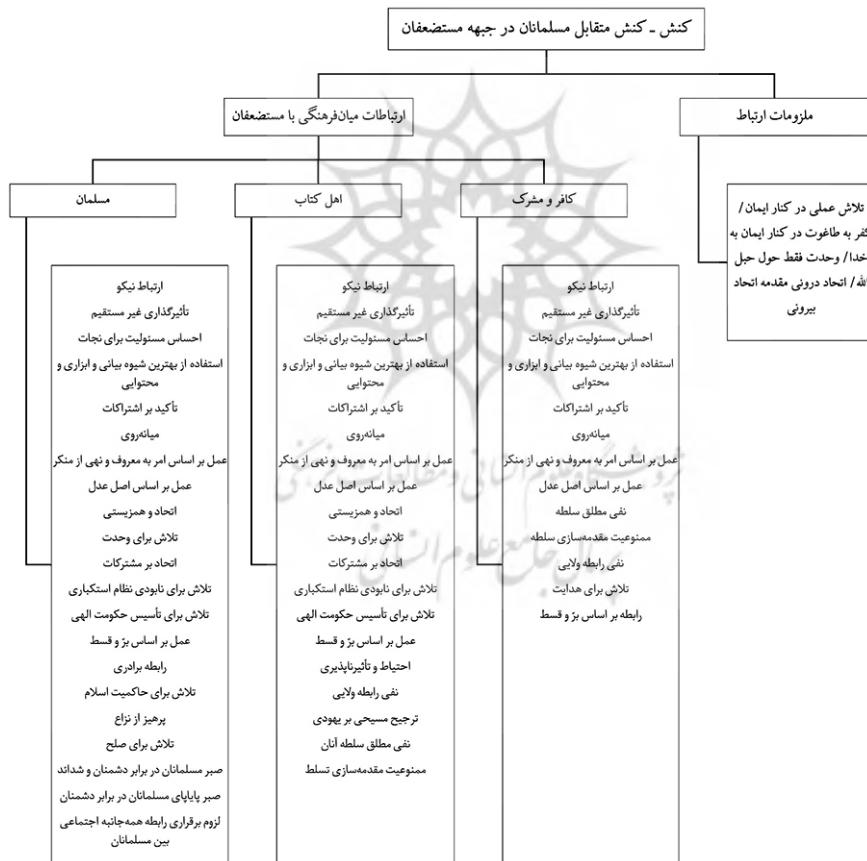 کنش ـ کنش متقابل مسلمانان در جبهه مستضعفان
ملزومات ارتباط
ارتباطات میان‌فرهنگی با مستضعفان
تلاش عملی در کنار ایمان /
کفر به طاغوت در کنار ایمان به
خدا / وحدت فقط حول حبل
الله / اتحاد درونی مقدمه اتحاد
بیرونی
کافر و مشرک
اهل کتاب
مسلمان
ارتباط نیکو
تأثیرگذاری غیر مستقیم
احساس مسئولیت برای نجات
استفاده از بهترین شیوه بیانی و ابزاری و
محتوایی
تأکید بر اشتراکات
میانه‌روی
عمل بر اساس امر به معروف و نهی از منکر
عمل بر اساس اصل عدل
نفی مطلق سلطه
ممنوعیت مقدمه‌سازی سلطه
نفی رابطه ولایی
تلاش برای هدایت
رابطه بر اساس برّ و قسط
ارتباط نیکو
تأثیرگذاری غیر مستقیم
احساس مسئولیت برای نجات
استفاده از بهترین شیوه بیانی و ابزاری و
محتوایی
تأکید بر اشتراکات
میانه‌روی
عمل بر اساس امر به معروف و نهی از منکر
عمل بر اساس اصل عدل
اتحاد و همزیستی
تلاش برای وحدت
اتحاد بر مشترکات
تلاش برای نابودی نظام استکباری
تلاش برای تأسیس حکومت الهی
عمل بر اساس برّ و قسط
احتیاط و تأثیرناپذیری
نفی رابطه ولایی
ترجیح مسیحی بر یهودی
نفی مطلق سلطه آنان
ممنوعیت مقدمه‌سازی تسلط
ارتباط نیکو
تأثیرگذاری غیر مستقیم
احساس مسئولیت برای نجات
استفاده از بهترین شیوه بیانی و ابزاری و
محتوایی
تأکید بر اشتراکات
میانه‌روی
عمل بر اساس امر به معروف و نهی از منکر
عمل بر اساس اصل عدل
اتحاد و همزیستی
تلاش برای وحدت
اتحاد بر مشترکات
تلاش برای نابودی نظام استکباری
تلاش برای تأسیس حکومت الهی
عمل بر اساس برّ و قسط
رابطه برادری
تلاش برای حاکمیت اسلام
پرهیز از نزاع
تلاش برای صلح
صبر مسلمانان در برابر دشمنان و شداند
صبر پایاپای مسلمانان در برابر دشمنان
لزوم برقراری رابطه همه‌جانبه اجتماعی
بین مسلمانان
پژوهشگاه علوم انسانی و مطالعات فرهنگی
پرتال جامع علوم انسانی